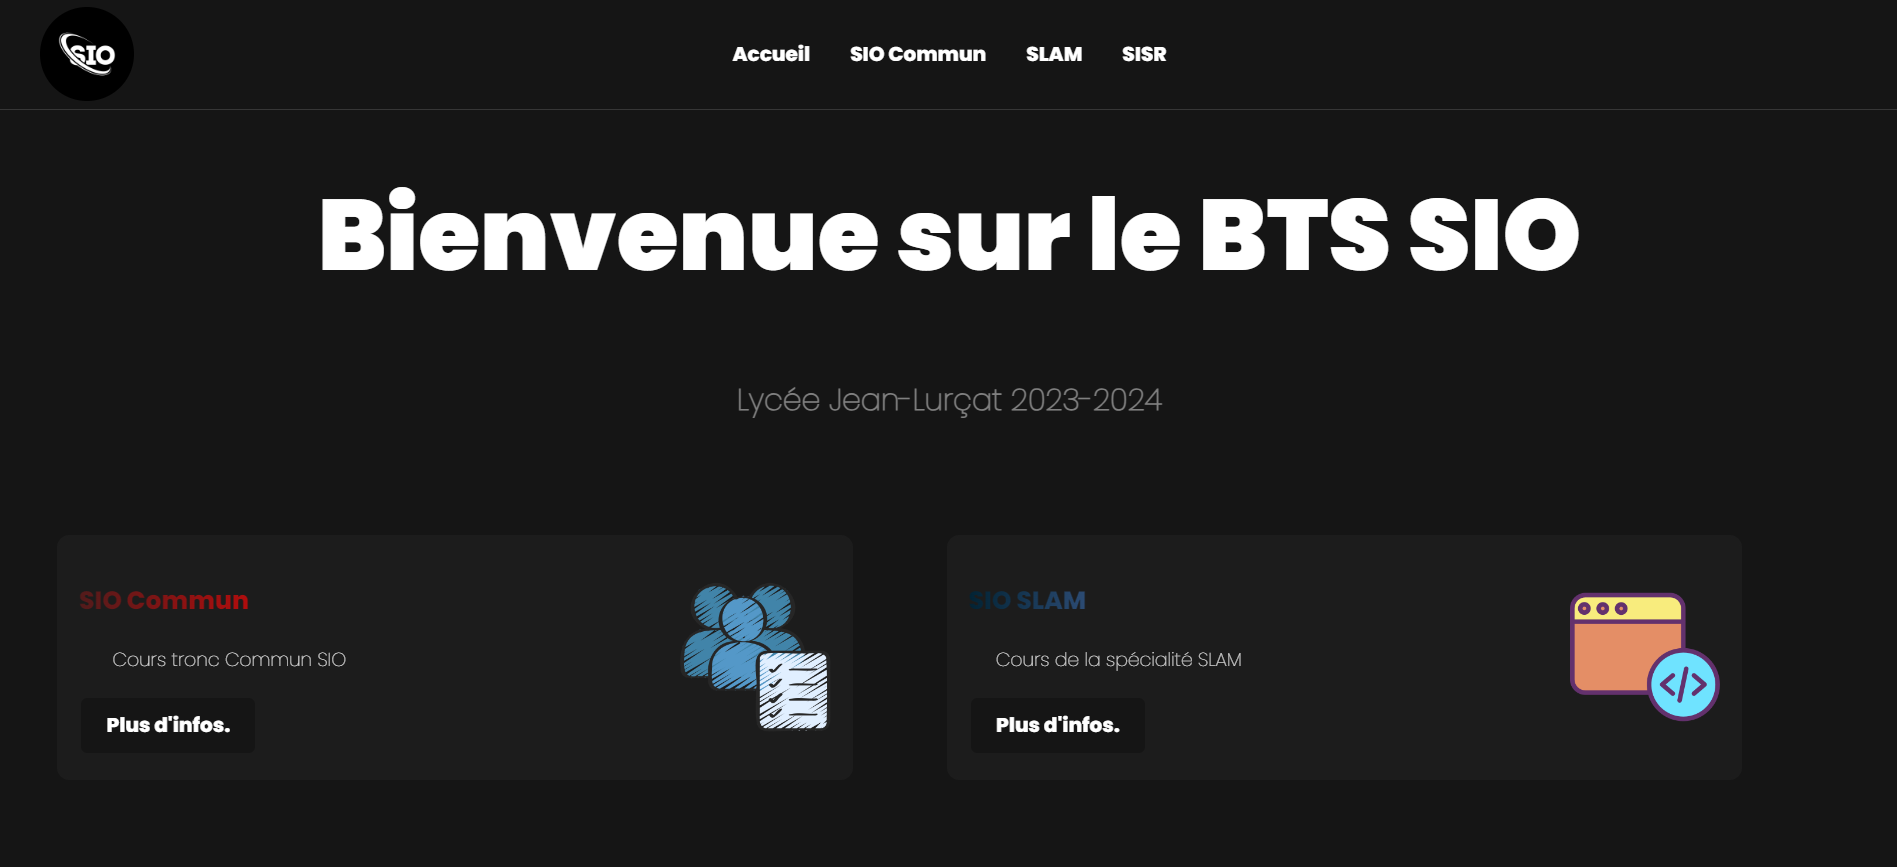 SIO
Accueil SIO Commun SLAM SISR
Bienvenue sur le BTS SIO
Lycée Jean-Lurçat 2023-2024
SIO Commun
Cours tronc Commun SIO
Plus d'infos.
SIO SLAM
Cours de la spécialité SLAM
Plus d'infos.